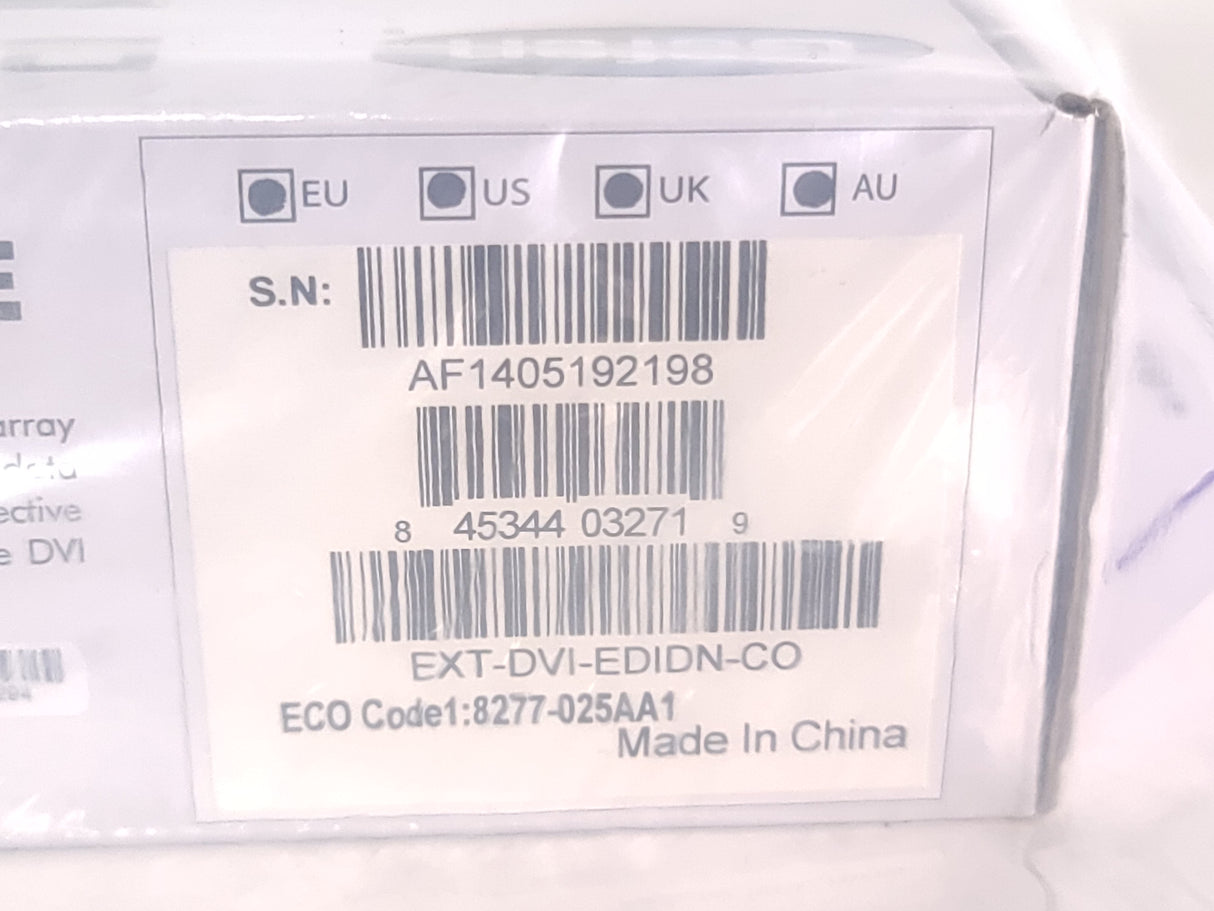 EU US UK AU
E
S.N:
AF1405192198
array
data
ective
8 45344 03271 9
e DVI
EXT-DVI-EDIDN-CO
ECO Code1:8277-025AA1
Made In China